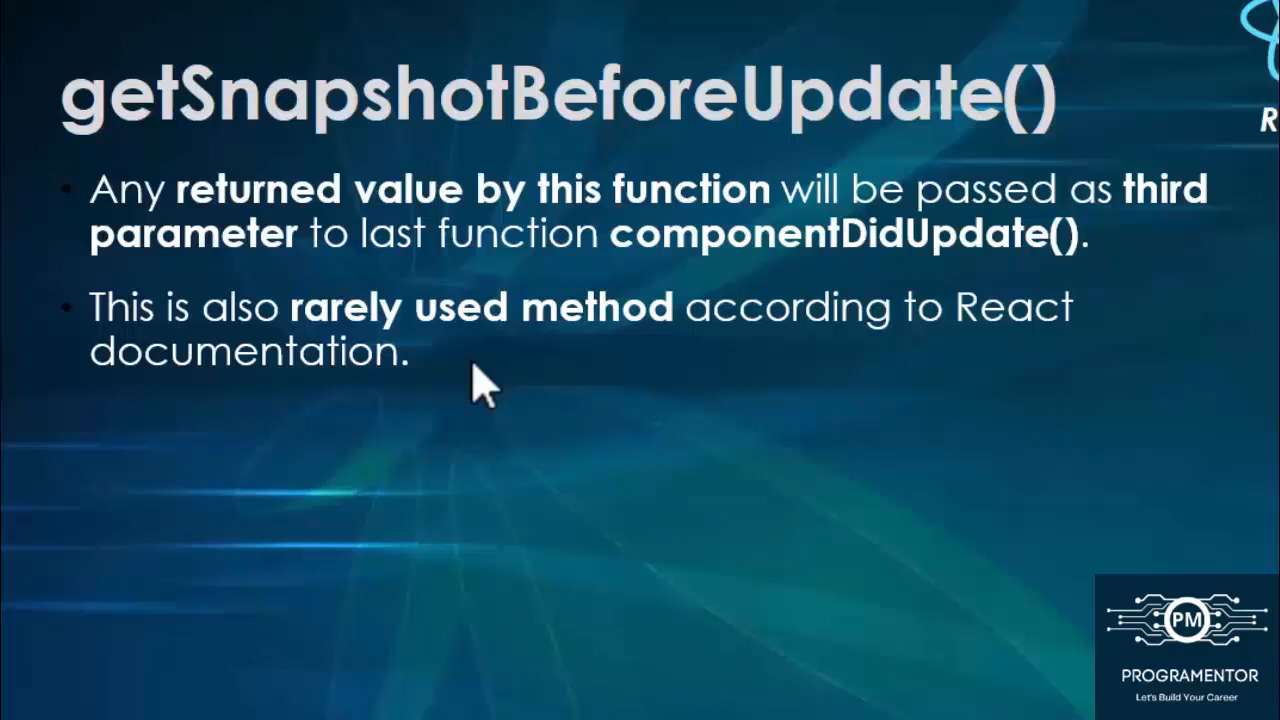 getSnapshotBeforeUpdate()
R
• Any returned value by this function will be passed as third
parameter to last function componentDidUpdate().
• This is also rarely used method according to React
documentation.
PM
PROGRAMENTOR
Let's Build Your Career